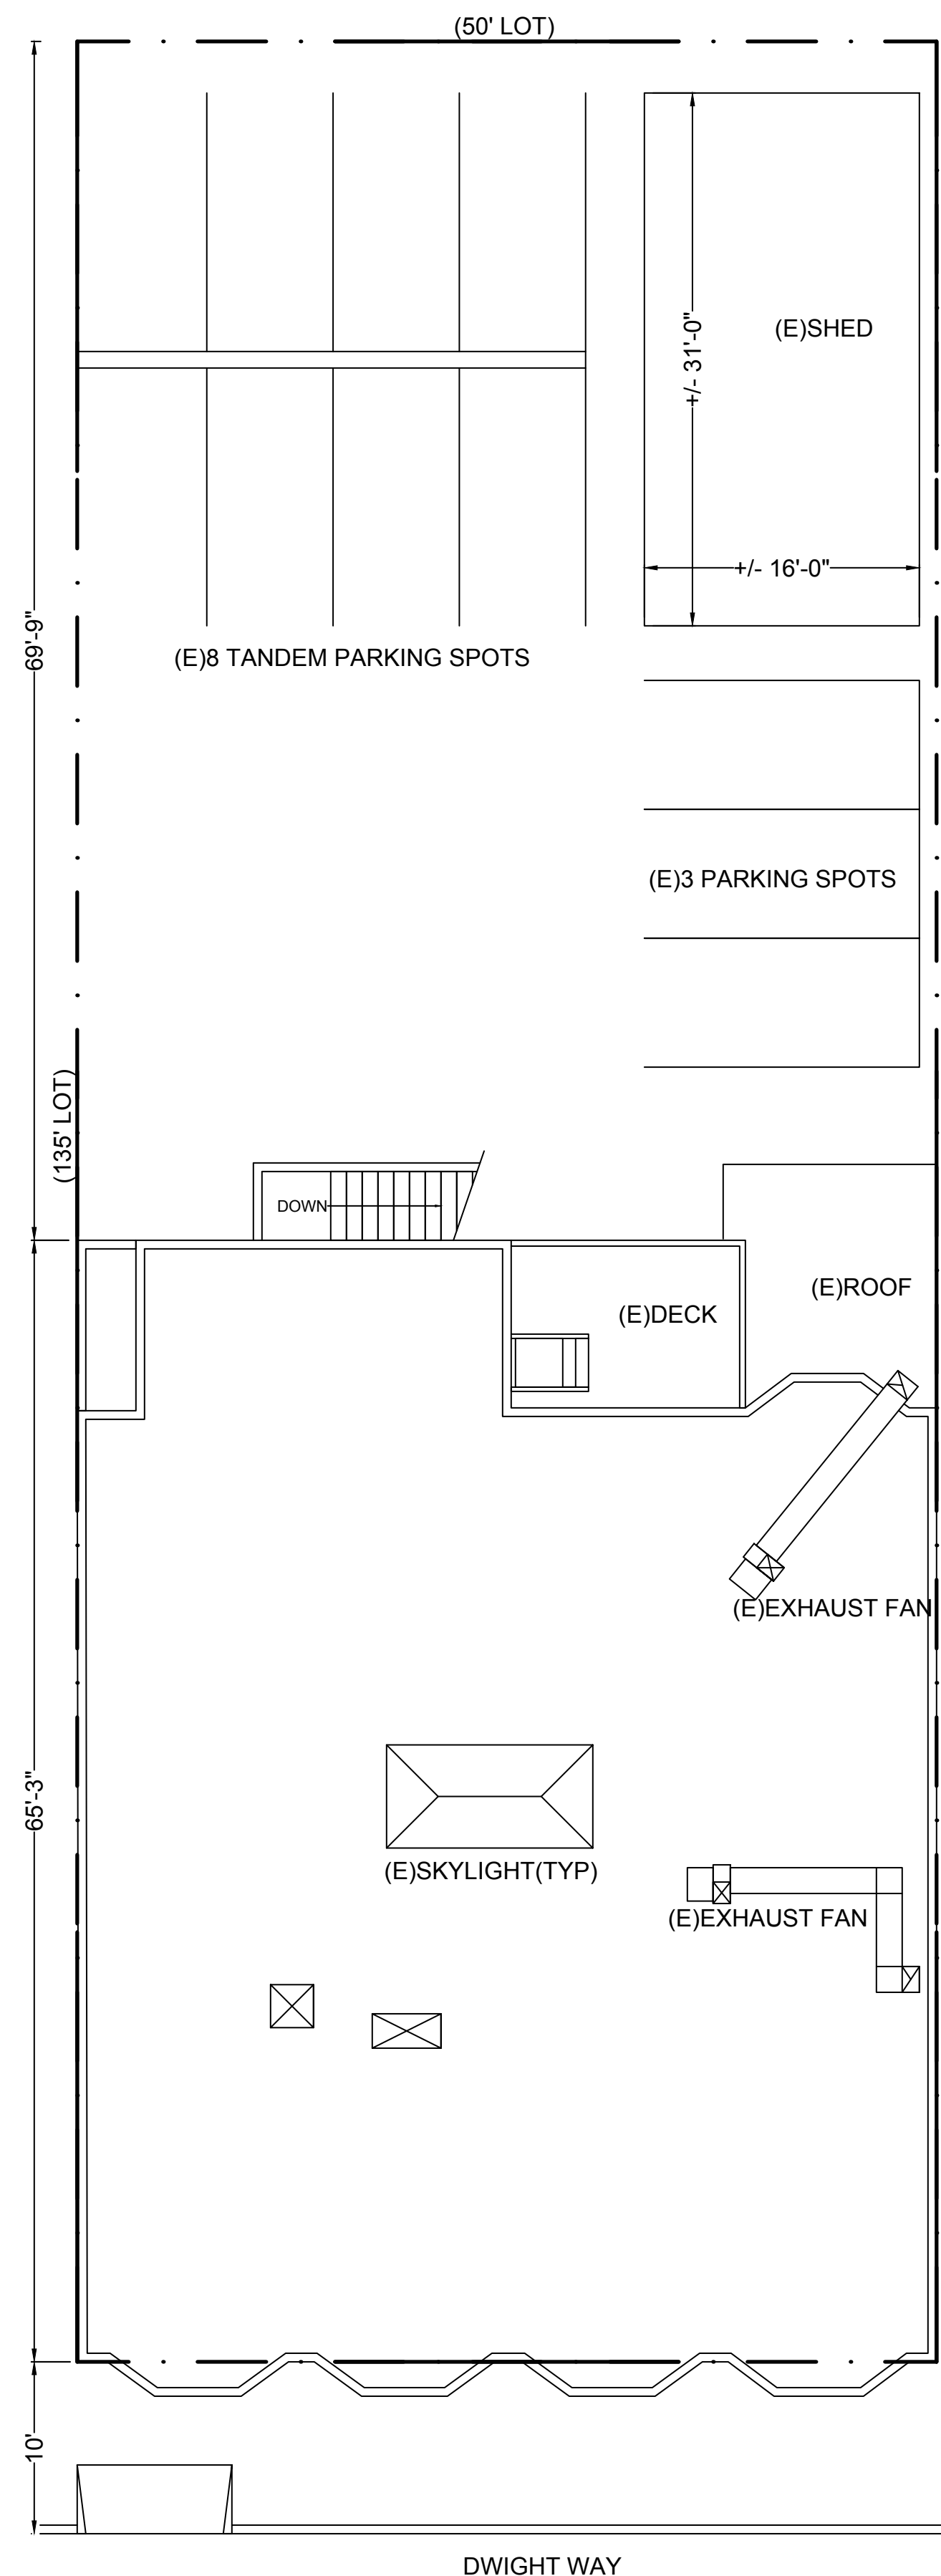 (50' LOT)
(E)SHED
+/- 31'-0"
+/- 16'-0"
69'-9"
(E)8 TANDEM PARKING SPOTS
(E)3 PARKING SPOTS
(135' LOT)
DOWN
(E)ROOF
(E)DECK
(E)EXHAUST FAN
65'-3"
(E)SKYLIGHT(TYP)
(E)EXHAUST FAN
10'
DWIGHT WAY